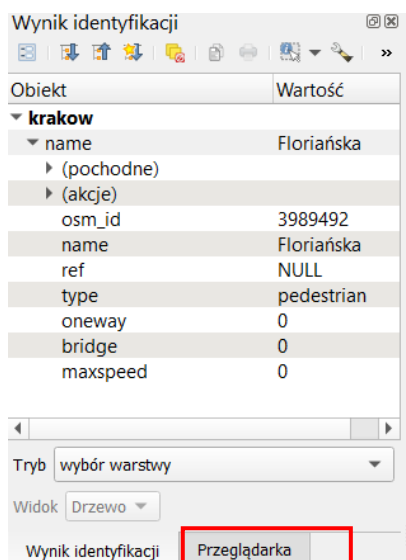 Wynik identyfikacji
»
Obiekt Wartość
krakow
name Floriańska
(pochodne)
(akcje)
osm_id 3989492
name Floriańska
ref NULL
type pedestrian
oneway 0
bridge 0
maxspeed 0
Tryb wybór warstwy
Widok Drzewo
Wynik identyfikacji Przeglądarka